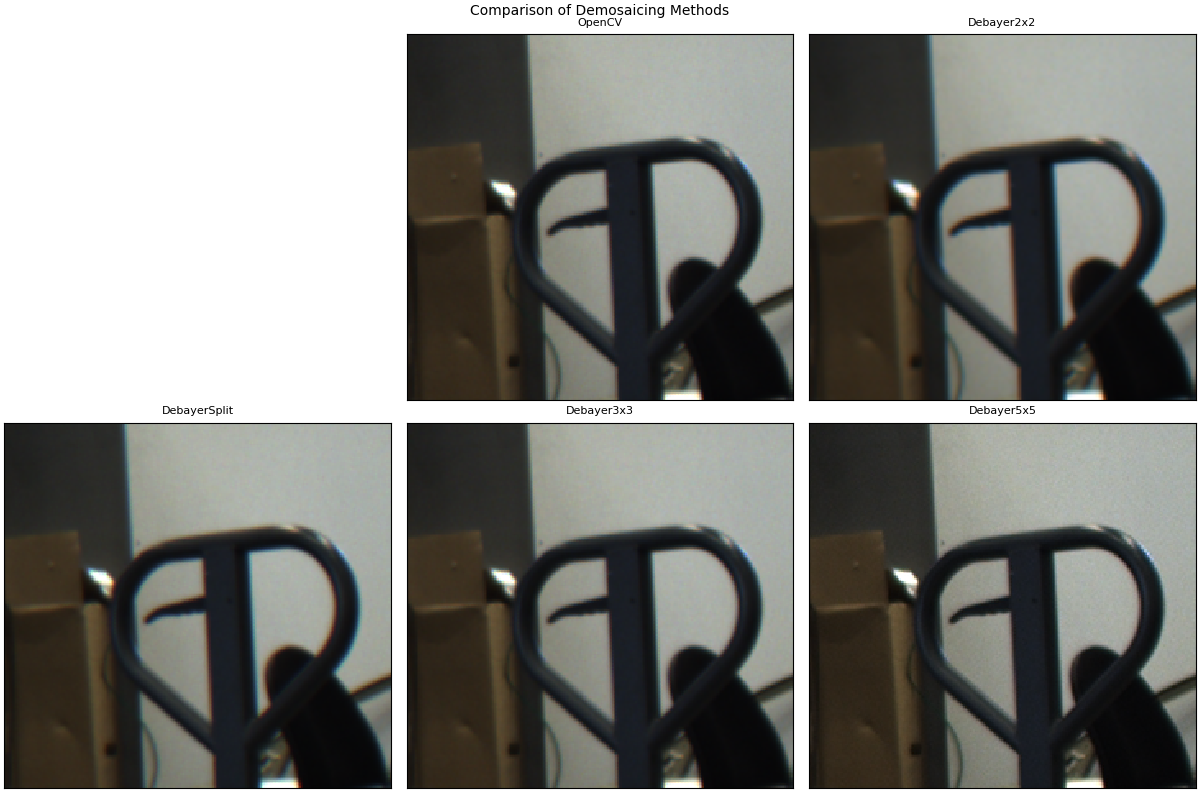 Comparison of Demosaicing Methods
OpenCV
Debayer2x2
DebayerSplit
Debayer3x3
Debayer5x5